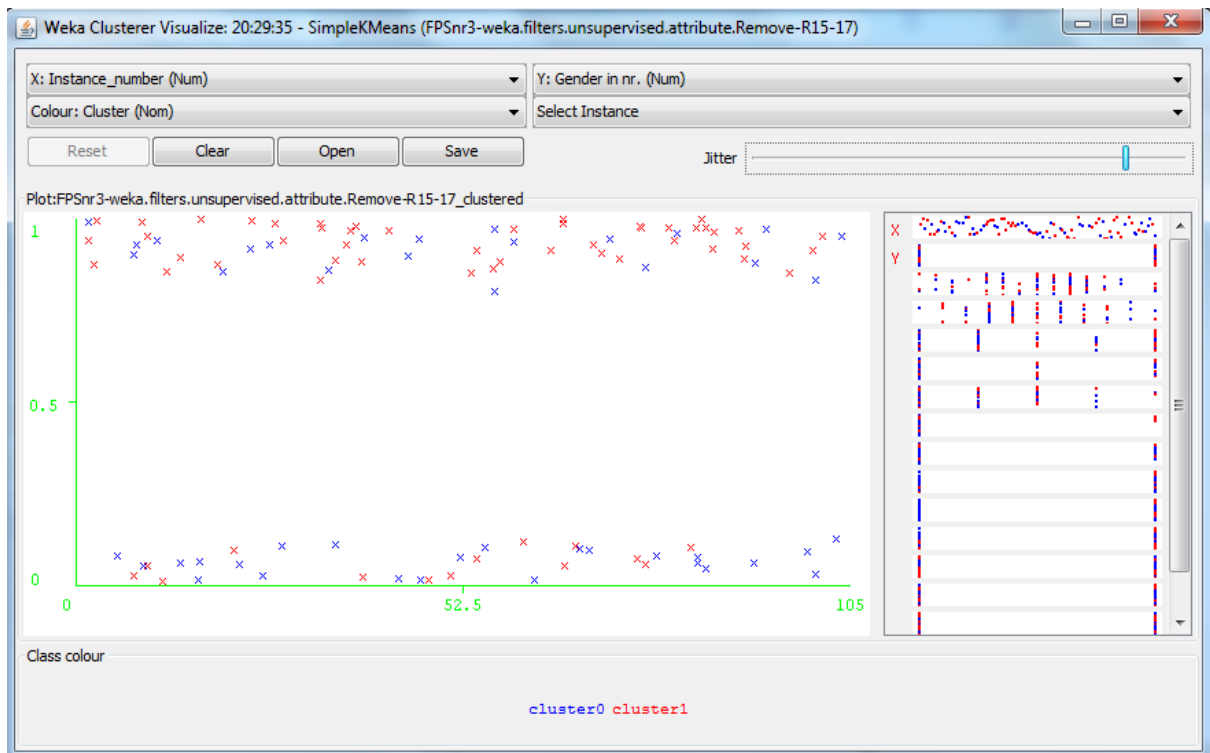 Weka Clusterer Visualize: 20:29:35 - SimpleKMeans (FPSnr3-weka.filters.unsupervised.attribute.Remove-R15-17)
X: Instance_number (Num) Y: Gender in nr. (Num)
Colour: Cluster (Nom) Select Instance
Reset Clear Open Save Jitter
Plot:FPSnr3-weka.filters.unsupervised.attribute.Remove-R15-17_clustered
1
0.5
0
0 52.5 105
X
Y
Class colour
cluster0 cluster1